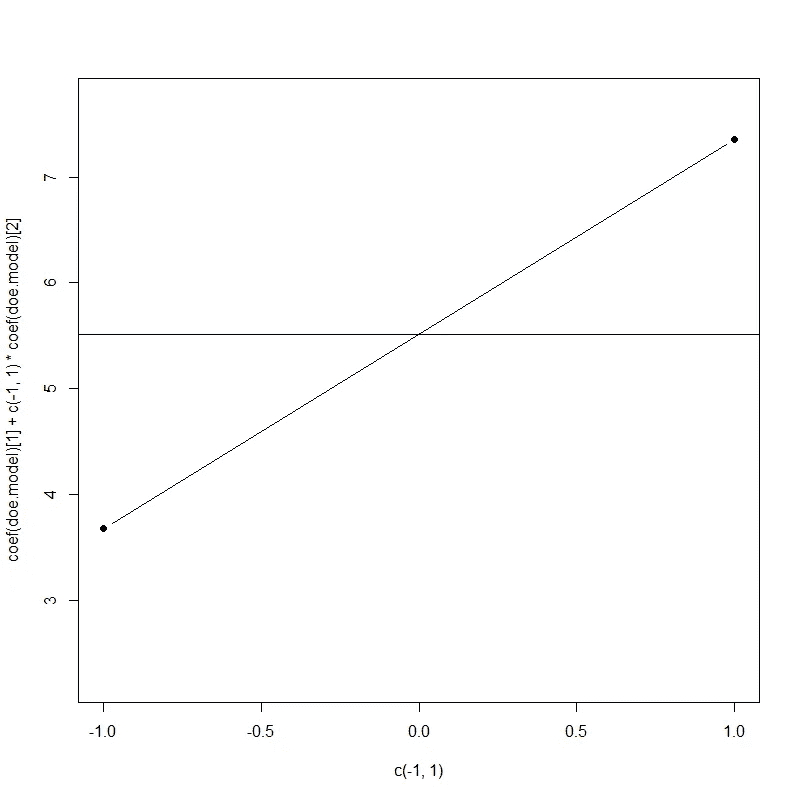 coef(doe.model)[1] + c(-1, 1) * coef(doe.model)[2]
7
6
5
4
3
-1.0 -0.5 0.0 0.5 1.0
c(-1, 1)